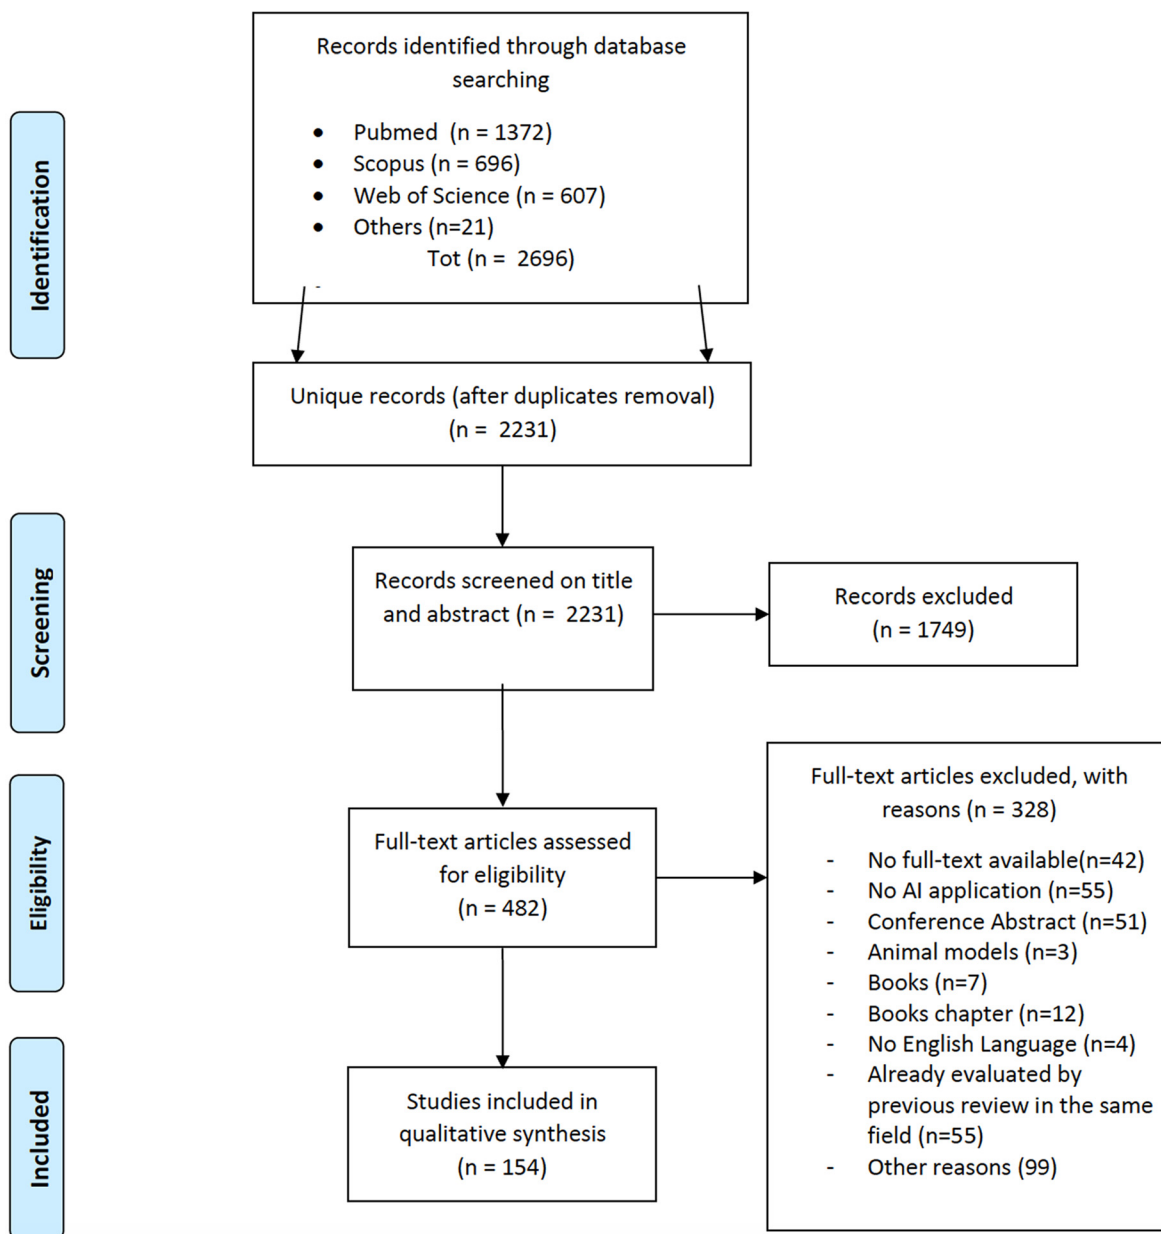 Records identified through database
searching
• Pubmed (n = 1372)
• Scopus (n = 696)
• Web of Science (n = 607)
• Others (n=21)
Tot (n = 2696)
-
Identification
Unique records (after duplicates removal)
(n = 2231)
Screening
Records screened on title
and abstract (n = 2231)
Records excluded
(n = 1749)
Eligibility
Full-text articles assessed
for eligibility
(n = 482)
Full-text articles excluded, with
reasons (n = 328)
- No full-text available(n=42)
- No AI application (n=55)
- Conference Abstract (n=51)
- Animal models (n=3)
- Books (n=7)
- Books chapter (n=12)
- No English Language (n=4)
- Already evaluated by
previous review in the same
field (n=55)
- Other reasons (99)
Included
Studies included in
qualitative synthesis
(n = 154)